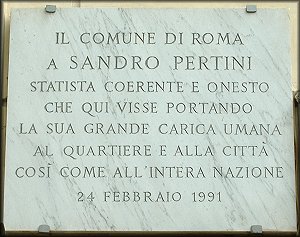 IL COMUNE DI ROMA
A SANDRO PERTINI
STATISTA COERENTE E ONESTO
CHE QUI VISSE PORTANDO
LA SUA GRANDE CARICA UMANA
AL QUARTIERE E ALLA CITTÀ
COSÌ COME ALL'INTERA NAZIONE
24 FEBBRAIO 1991